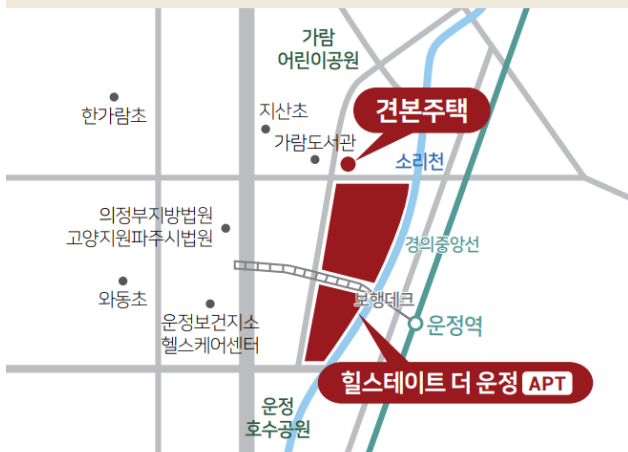 가람
어린이공원
한가람초
지산초
견본주택
가람도서관
소리천
의정부지방법원
고양지원파주시법원
경의중앙선
와동초
보행데크
운정보건지소
헬스케어센터
운정역
힐스테이트 더 운정 APT
운정
호수공원